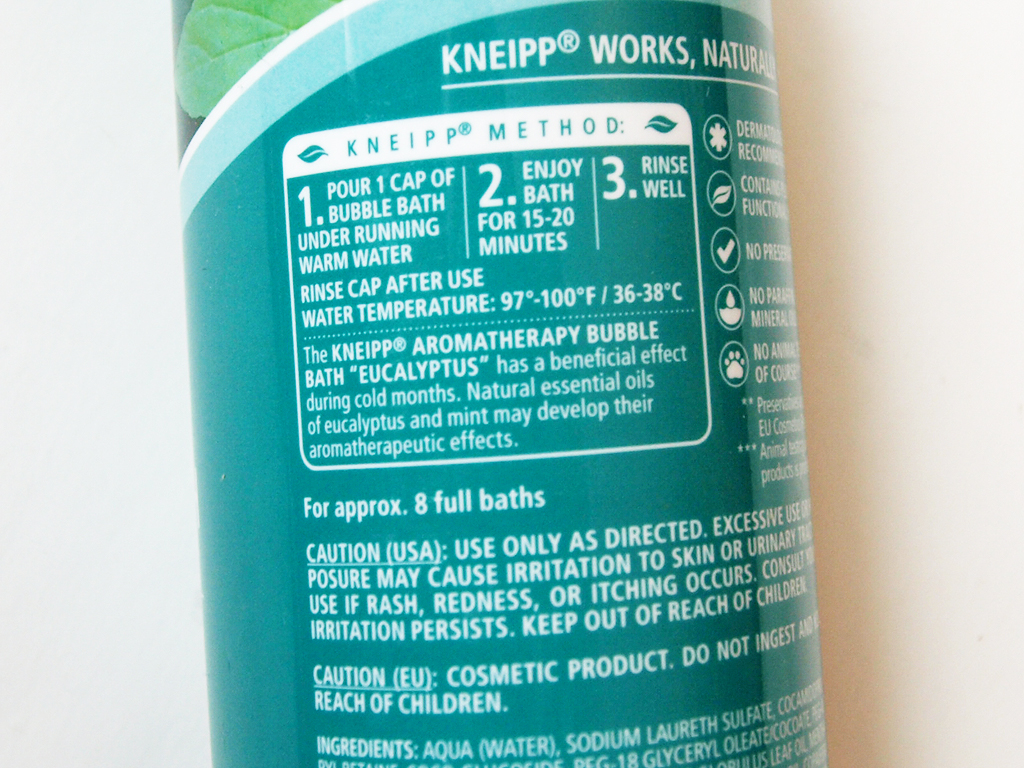 KNEIPP® WORKS,
KNEIPP® METHOD:
1. POUR 1 CAP OF
BUBBLE BATH
UNDER RUNNING
WARM WATER
2. ENJOY
BATH
FOR 15-20
MINUTES
3. RINSE
WELL
RINSE CAP AFTER USE
WATER TEMPERATURE: 97°-100°F / 36-38°C
The KNEIPP® AROMATHERAPY BUBBLE
BATH "EUCALYPTUS" has a beneficial effect
during cold months. Natural essential oils
of eucalyptus and mint may develop their
aromatherapeutic effects.
NO
NO
MINERAL
NO
OF
**
EU
*** Animal
products
For approx. 8 full baths
CAUTION (USA): USE ONLY AS DIRECTED. EXCESSIVE USE
POSURE MAY CAUSE IRRITATION TO SKIN OR URINARY
USE IF RASH, REDNESS, OR ITCHING OCCURS. CONSULT
IRRITATION PERSISTS. KEEP OUT OF REACH OF CHILDREN.
CAUTION (EU): COSMETIC PRODUCT. DO NOT INGEST AND
REACH OF CHILDREN.
INGREDIENTS: AQUA (WATER), SODIUM LAURETH SULFATE,
PEG-18 GLYCERYL OLEATE/COCOATE,
LEAF OIL,